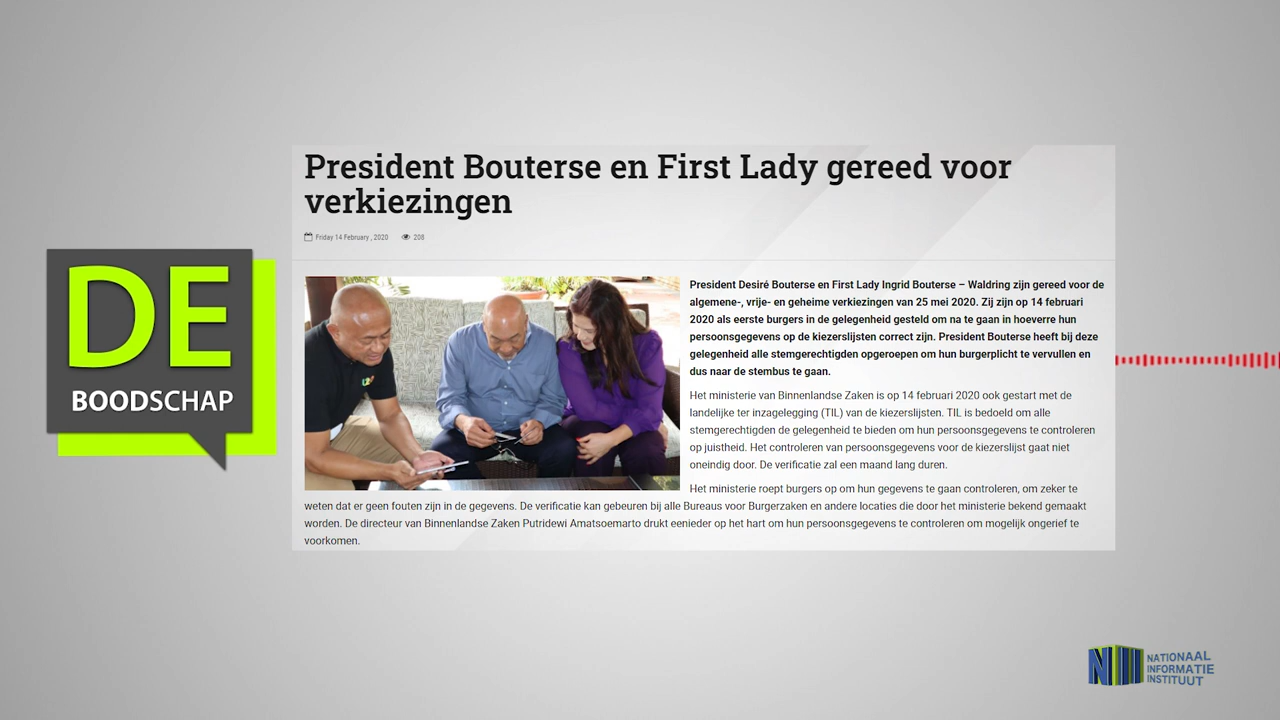 President Bouterse en First Lady gereed voor
verkiezingen
Friday 14 February , 2020 208
DE
BOODSCHAP
President Desiré Bouterse en First Lady Ingrid Bouterse – Waldring zijn gereed voor de
algemene-, vrije- en geheime verkiezingen van 25 mei 2020. Zij zijn op 14 februari
2020 als eerste burgers in de gelegenheid gesteld om na te gaan in hoeverre hun
persoonsgegevens op de kiezerslijsten correct zijn. President Bouterse heeft bij deze
gelegenheid alle stemgerechtigden opgeroepen om hun burgerplicht te vervullen en
dus naar de stembus te gaan.
Het ministerie van Binnenlandse Zaken is op 14 februari 2020 ook gestart met de
landelijke ter inzagelegging (TIL) van de kiezerslijsten. TIL is bedoeld om alle
stemgerechtigden de gelegenheid te bieden om hun persoonsgegevens te controleren
op juistheid. Het controleren van persoonsgegevens voor de kiezerslijst gaat niet
oneindig door. De verificatie zal een maand lang duren.
Het ministerie roept burgers op om hun gegevens te gaan controleren, om zeker te
weten dat er geen fouten zijn in de gegevens. De verificatie kan gebeuren bij alle Bureaus voor Burgerzaken en andere locaties die door het ministerie bekend gemaakt
worden. De directeur van Binnenlandse Zaken Putridewi Amatsoemarto drukt eenieder op het hart om hun persoonsgegevens te controleren om mogelijk ongerief te
voorkomen.
NII NATIONAAL
INFORMATIE
INSTITUUT